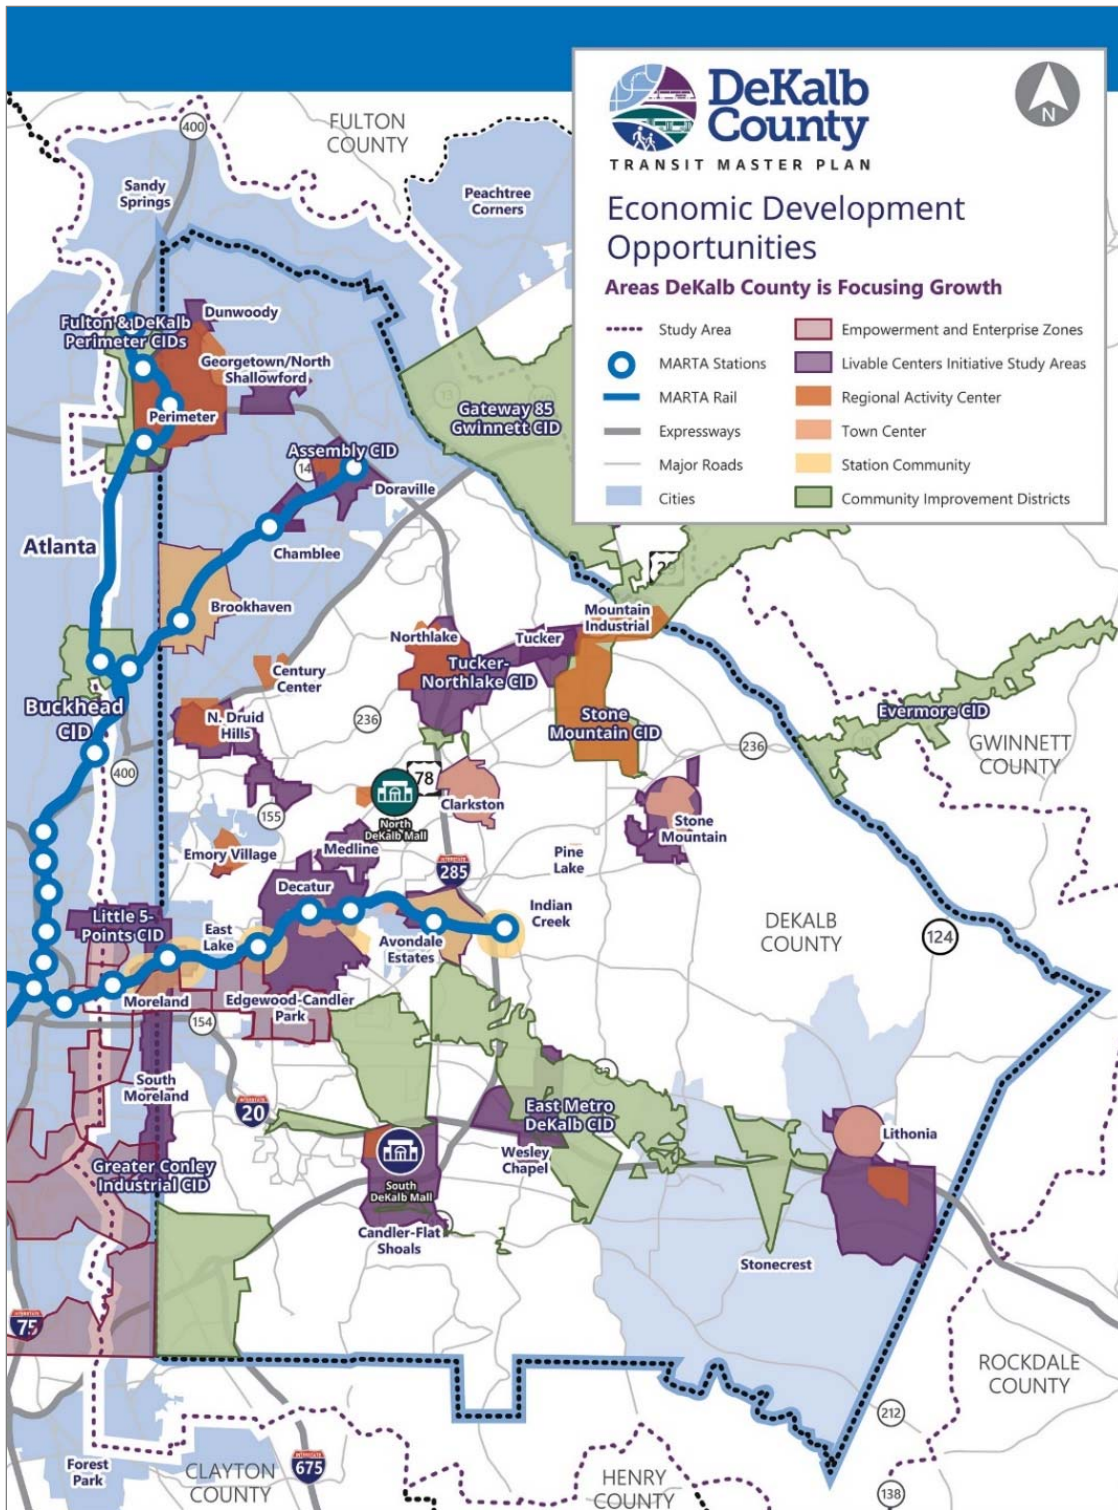 DeKalb
County
TRANSIT MASTER PLAN
N
Economic Development
Opportunities
Areas DeKalb County is Focusing Growth
Study Area
MARTA Stations
MARTA Rail
Expressways
Major Roads
Cities
Empowerment and Enterprise Zones
Livable Centers Initiative Study Areas
Regional Activity Center
Town Center
Station Community
Community Improvement Districts
400
FULTON
COUNTY
Sandy
Springs
Peachtree
Corners
Dunwoody
Fulton & DeKalb
Perimeter CIDs
Georgetown/North
Shallowford
Perimeter
Gateway 85
Gwinnett CID
Assembly CID
14
Doraville
Atlanta
Chamblee
Brookhaven
Mountain
Industrial
Northlake
Tucker
Tucker-
Northlake CID
Century
Center
Buckhead
CID
N. Druid
Hills
236
Stone
Mountain CID
Evermore CID
236
GWINNETT
COUNTY
400
78
155
North
DeKalb Mall
Clarkston
Stone
Mountain
Emory Village
Medline
INTERSTATE
285
Pine
Lake
Decatur
Little 5-
Points CID
East
Lake
Avondale
Estates
Indian
Creek
DEKALB
COUNTY
124
Moreland
Edgewood-Candler
Park
154
South
Moreland
INTERSTATE
20
East Metro
DeKalb CID
Lithonia
Wesley
Chapel
Greater Conley
Industrial CID
South
DeKalb Mall
Candler-Flat
Shoals
Stonecrest
INTERSTATE
75
ROCKDALE
COUNTY
212
Forest
Park
CLAYTON
COUNTY
INTERSTATE
675
HENRY
COUNTY
138